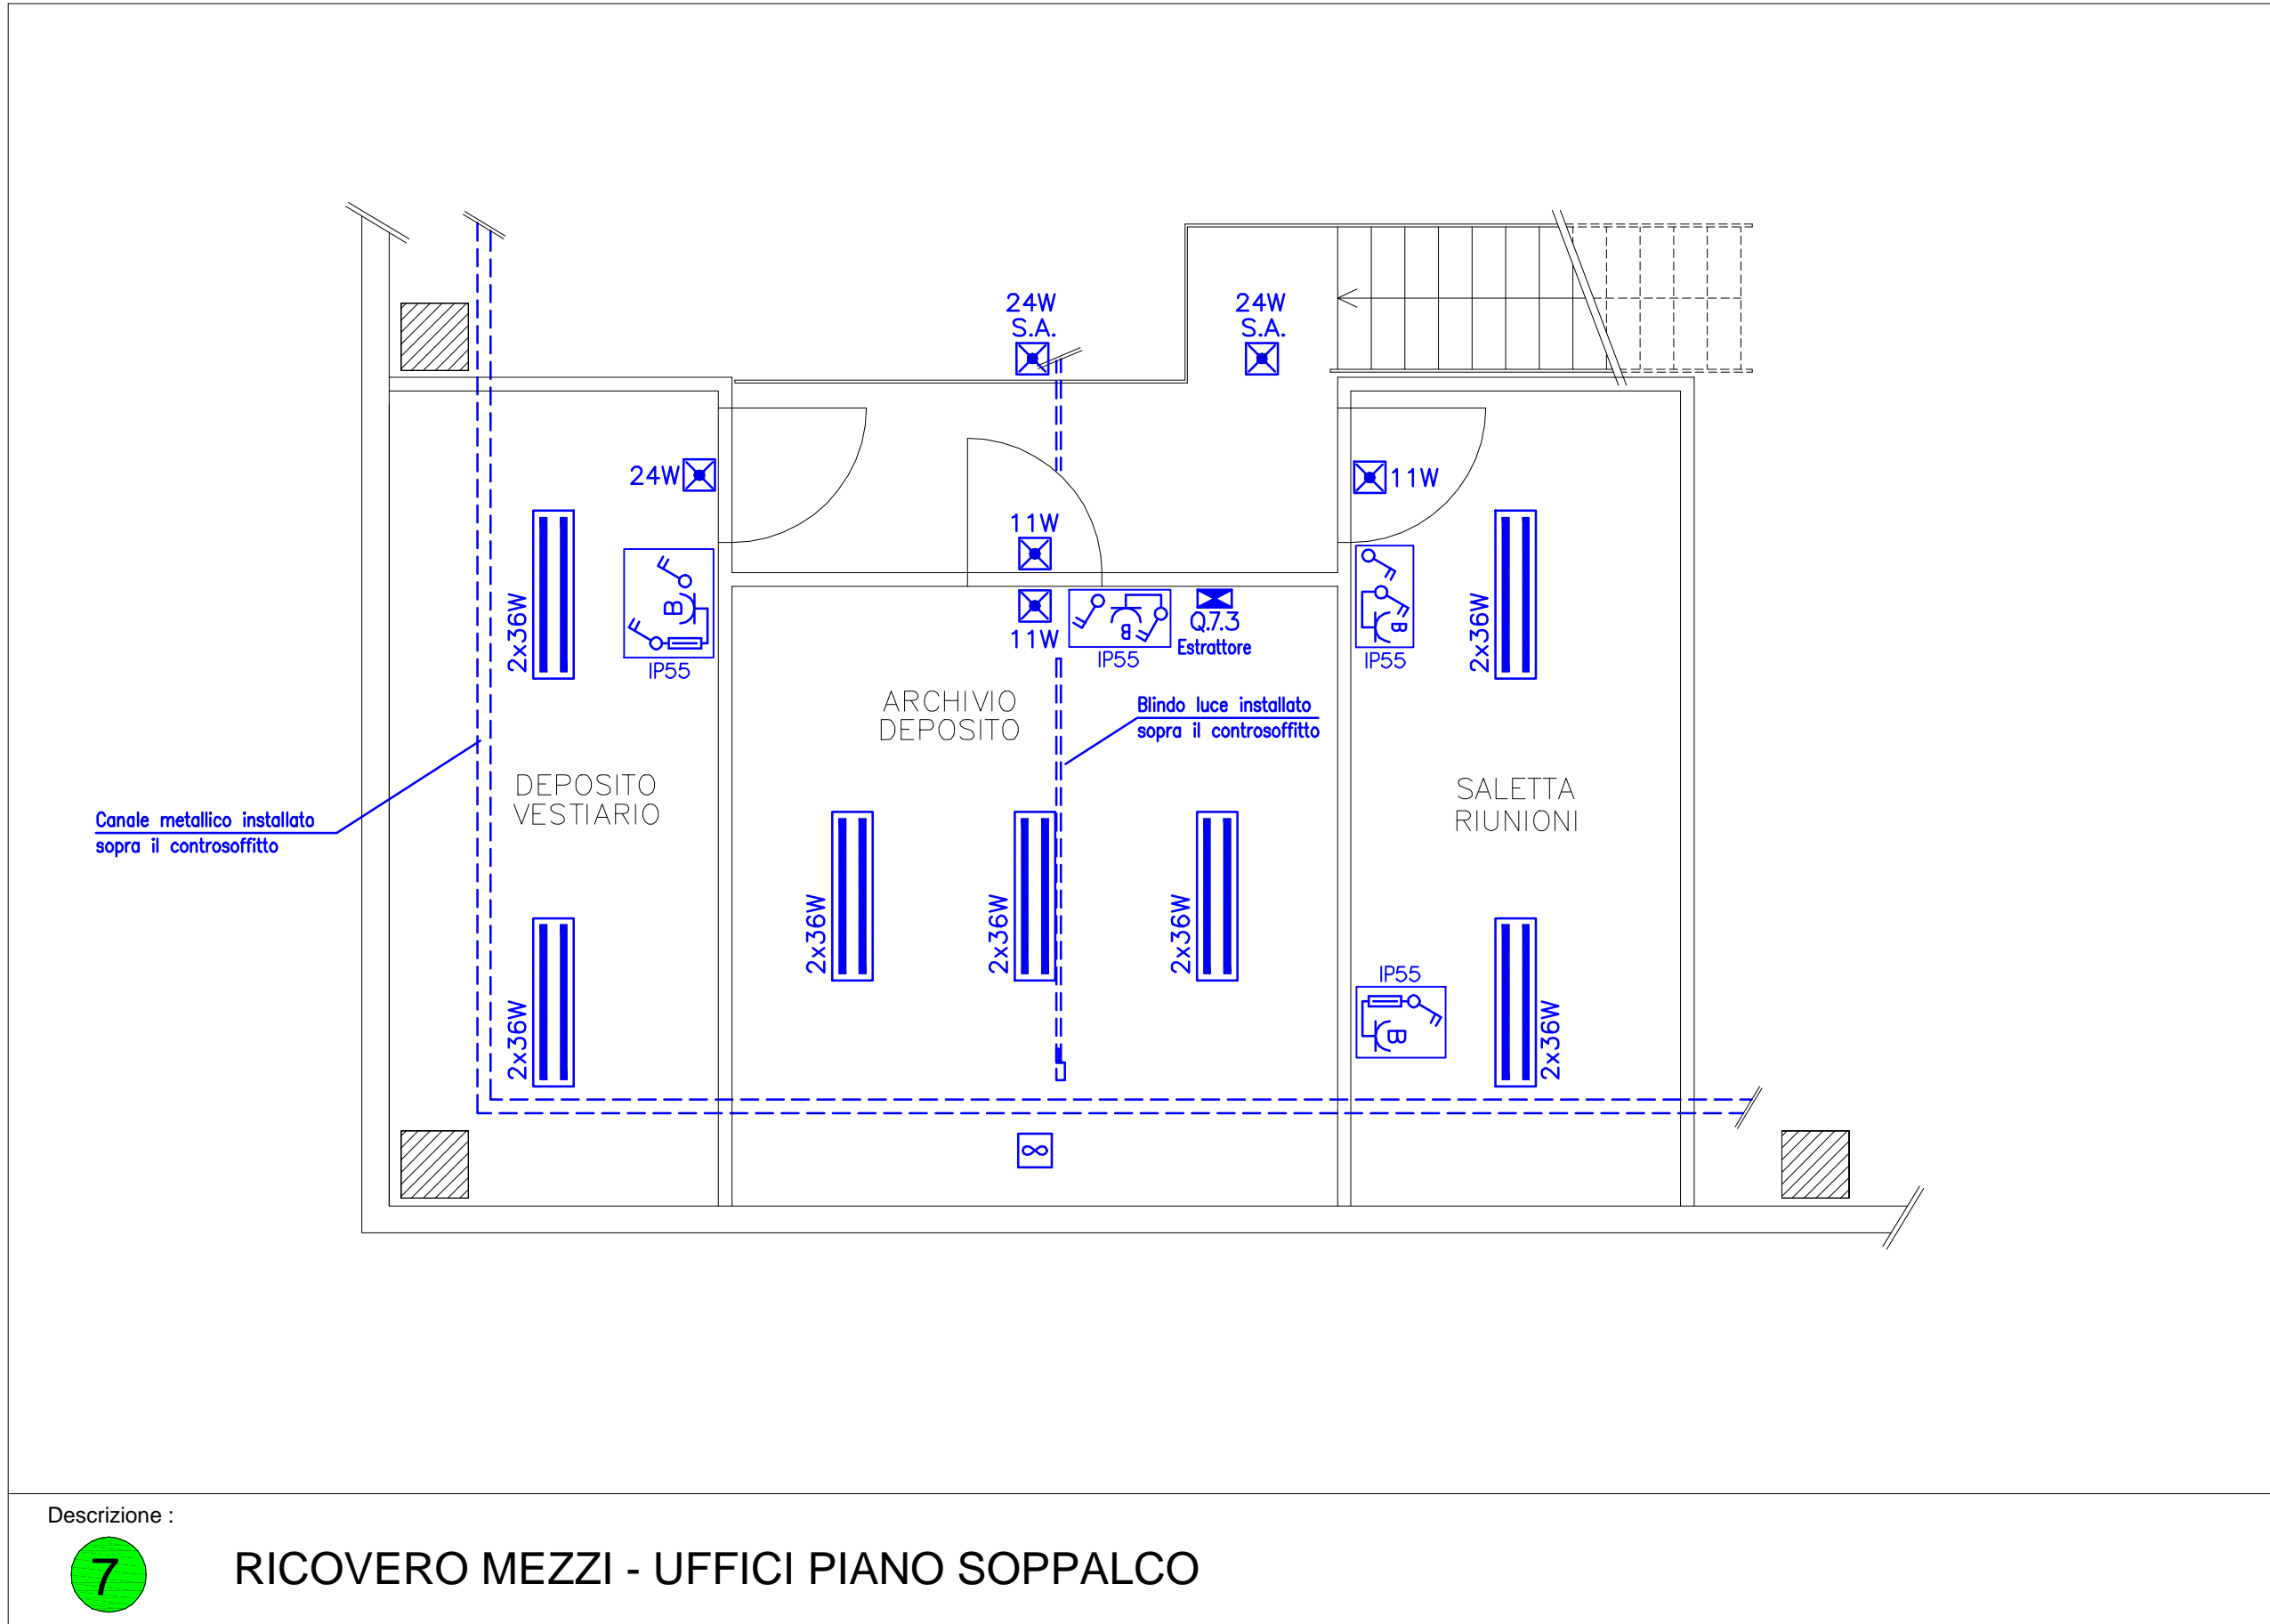 24W
S.A.
24W
S.A.
24W
11W
11W
11W
2x36W
B
IP55
B
IP55
Q.7.3
Estrattore
B
IP55
2x36W
ARCHIVIO
DEPOSITO
Blindo luce installato
sopra il controsoffitto
DEPOSITO
VESTIARIO
SALETTA
RIUNIONI
Canale metallico installato
sopra il controsoffitto
2x36W
2x36W
2x36W
2x36W
IP55
B
2x36W
8
Descrizione :
7
RICOVERO MEZZI - UFFICI PIANO SOPPALCO